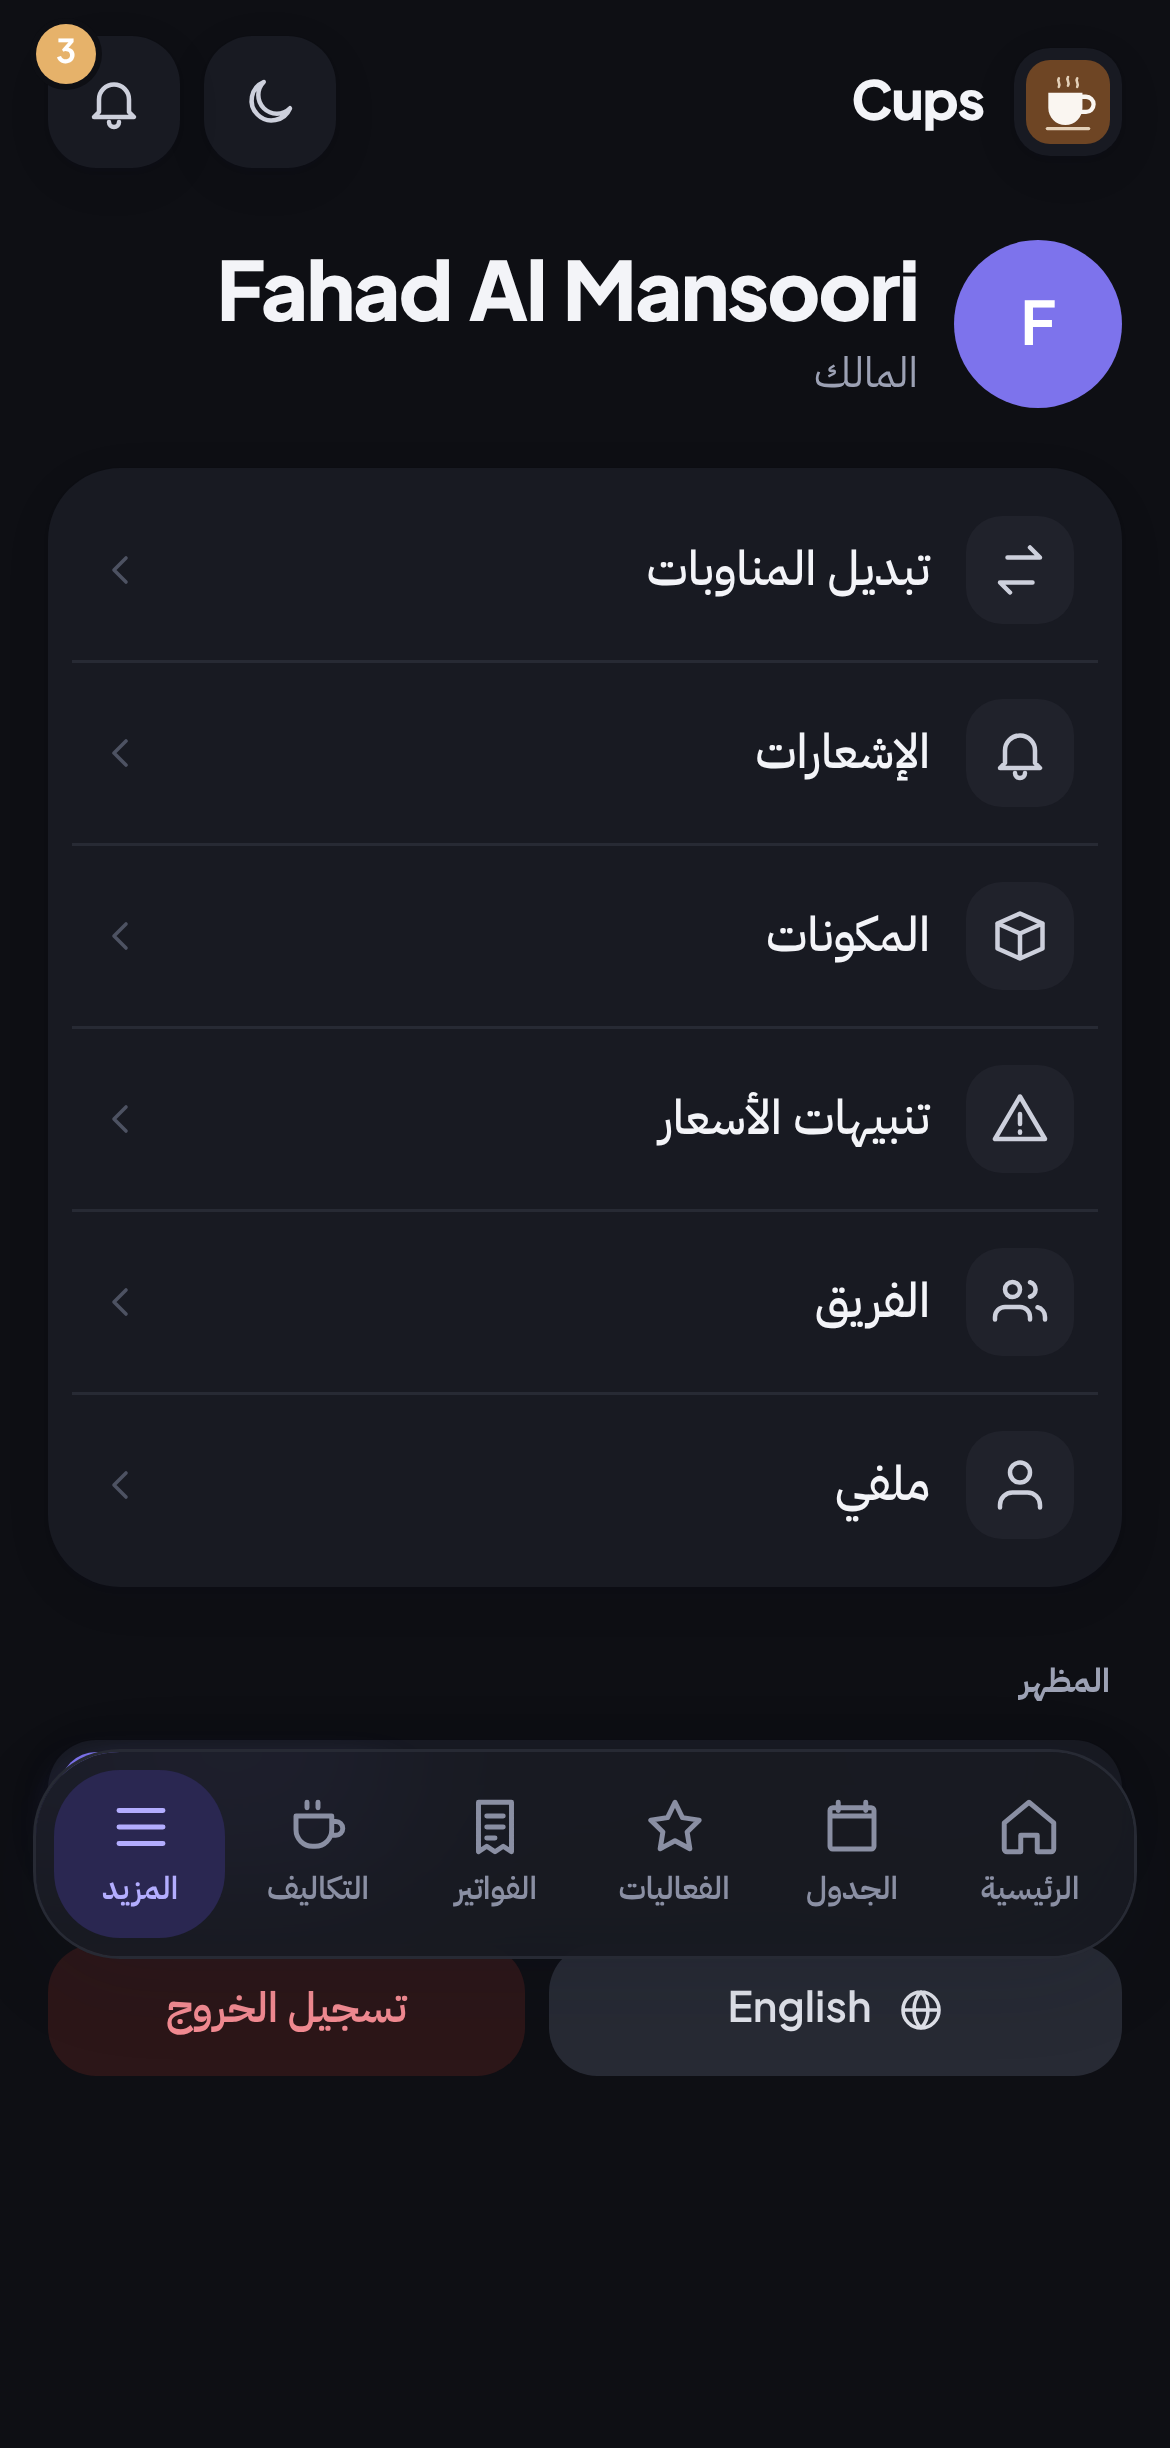 Cups
3
Fahad Al Mansoori
F
المالك
تبديل المناوبات
الإشعارات
المكونات
تنبيهات الأسعار
الفريق
ملفي
المظهر
الرئيسية
الجدول
الفعاليات
الفواتير
التكاليف
المزيد
English
تسجيل الخروج